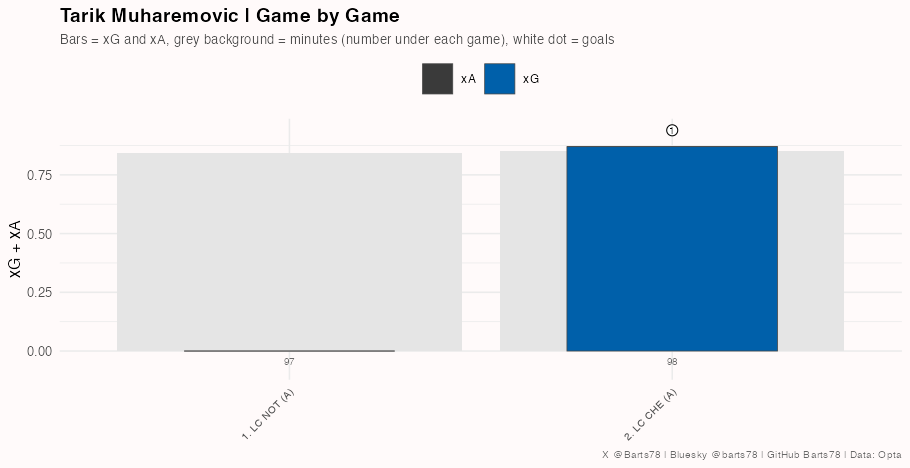 Tarik Muharemovic | Game by Game
Bars = xG and xA, grey background = minutes (number under each game), white dot = goals
xA xG
1
xG + xA
0.75
0.50
0.25
0.00
97 98
1. LC NOT (A) 2. LC CHE (A)
X @Barts78 | Bluesky @barts78 | GitHub Barts78 | Data: Opta